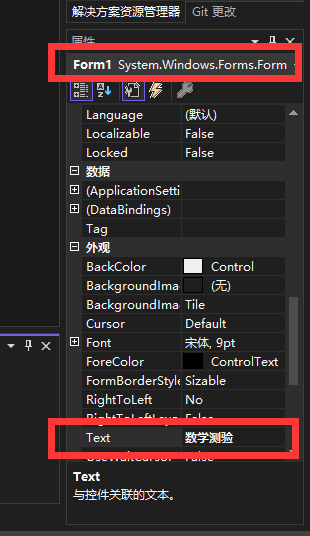 解决方案资源管理器 Git 更改
属性
Form1 System.Windows.Forms.Form
Language (默认)
Localizable False
Locked False
数据
(ApplicationSetti
(DataBindings)
Tag
外观
BackColor Control
BackgroundImag (无)
BackgroundImag Tile
Cursor Default
Font 宋体, 9pt
ForeColor ControlText
FormBorderStyle Sizable
RightToLeft No
RightToLeftLayo False
Text 数学测验
UseWaitCursor False
Text
与控件关联的文本。